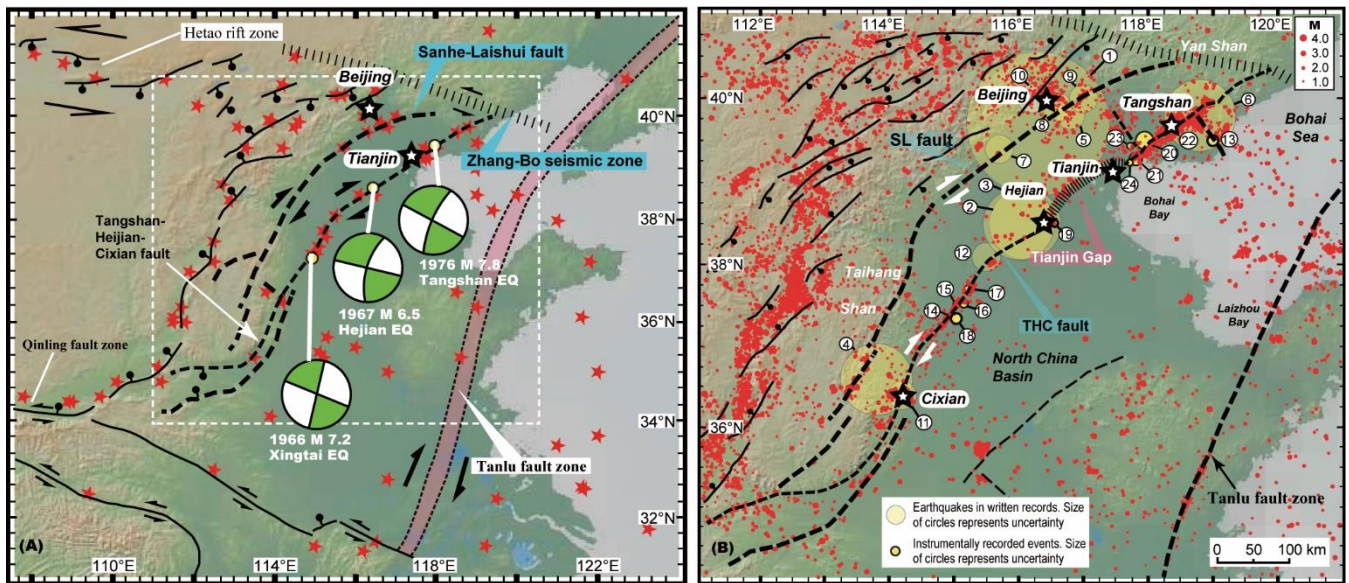 Hetao rift zone
Sanhe-Laishui fault
Beijing
40°N
Tianjin
Zhang-Bo seismic zone
38°N
Tangshan-
Heijian-
Cixian fault
1976 M 7.8
Tangshan EQ
1967 M 6.5
Hejian EQ
36°N
Qinling fault zone
34°N
1966 M 7.2
Xingtai EQ
Tanlu fault zone
32°N
(A)
110°E
114°E
118°E
122°E
112°E
114°E
116°E
118°E
120°E
M
4.0
3.0
2.0
1.0
Yan Shan
10
9
1
40°N
Beijing
Tangshan
6
Bohai
Sea
8
5
23
22
13
SL fault
7
20
Tianjin
21
24
3
Hejian
Bohai
Bay
2
19
Tianjin Gap
12
38°N
Taihang
Shan
15
17
14
16
18
THC fault
Laizhou
Bay
4
North China
Basin
Cixian
11
36°N
Earthquakes in written records. Size
of circles represents uncertainty
Instrumentally recorded events. Size
of circles represents uncertainty
Tanlu fault zone
0 50 100 km
(B)